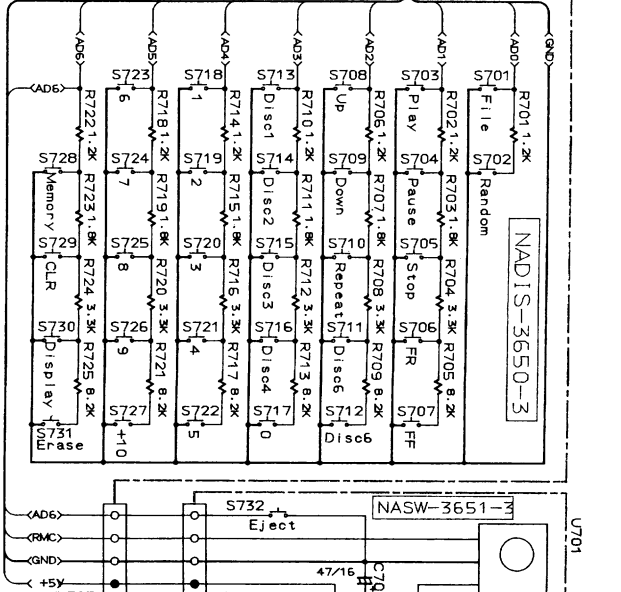 <AD6>
<AD5>
<AD4>
<AD3>
<AD2>
<AD1>
<AD0>
<GND>
<AD6>
S723
6
S718
1
S713
Disc1
S708
Up
S703
Play
S701
File
R722 1.2K
R718 1.2K
R714 1.2K
R710 1.2K
R706 1.2K
R702 1.2K
R701 1.2K
S728
Memory
S724
7
S719
2
S714
Disc2
S709
Down
S704
Pause
S702
Random
R723 1.8K
R719 1.8K
R715 1.8K
R711 1.8K
R707 1.8K
R703 1.8K
NADIS-3650-3
S729
CLR
S725
8
S720
3
S715
Disc3
S710
Repeat
S705
Stop
R724 3.3K
R720 3.3K
R716 3.3K
R712 3.3K
R708 3.3K
R704 3.3K
S730
Display
S726
9
S721
4
S716
Disc4
S711
Disc6
S706
FR
R725 8.2K
R721 8.2K
R717 8.2K
R713 8.2K
R709 8.2K
R705 8.2K
S731
Erase
S727
+10
S722
5
S717
0
S712
Disc6
S707
FF
<AD6>
S732
Eject
NASW-3651-3
U701
<RMC>
<GND>
47/16
+5V